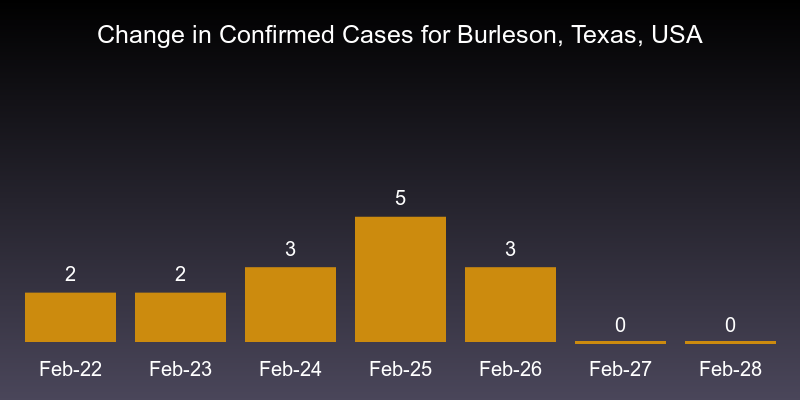 Change in Confirmed Cases for Burleson, Texas, USA
5
3 3
2 2
0 0
Feb-22 Feb-23 Feb-24 Feb-25 Feb-26 Feb-27 Feb-28